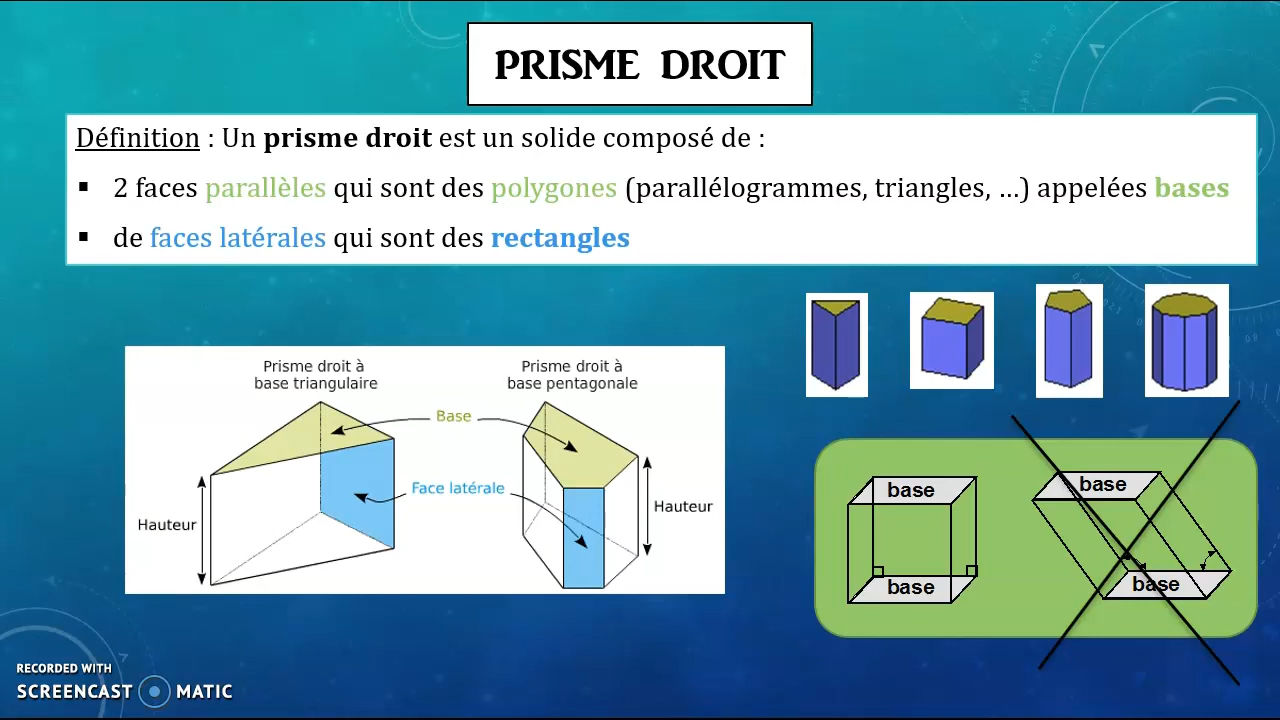 PRISME DROIT
Définition : Un prisme droit est un solide composé de :
▪ 2 faces parallèles qui sont des polygones (parallélogrammes, triangles, ...) appelées bases
▪ de faces latérales qui sont des rectangles
Prisme droit à
base triangulaire
Prisme droit à
base pentagonale
Base
Face latérale
Hauteur
Hauteur
base
base
base
base
RECORDED WITH
SCREENCAST MATIC